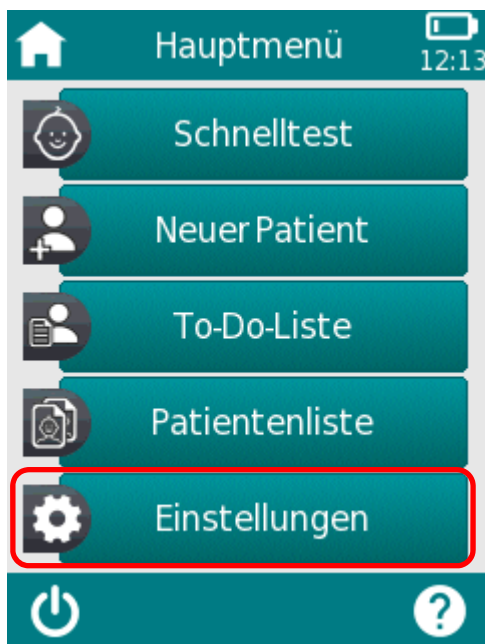 Hauptmenü
12:13
Schnelltest
Neuer Patient
To-Do-Liste
Patientenliste
Einstellungen
?